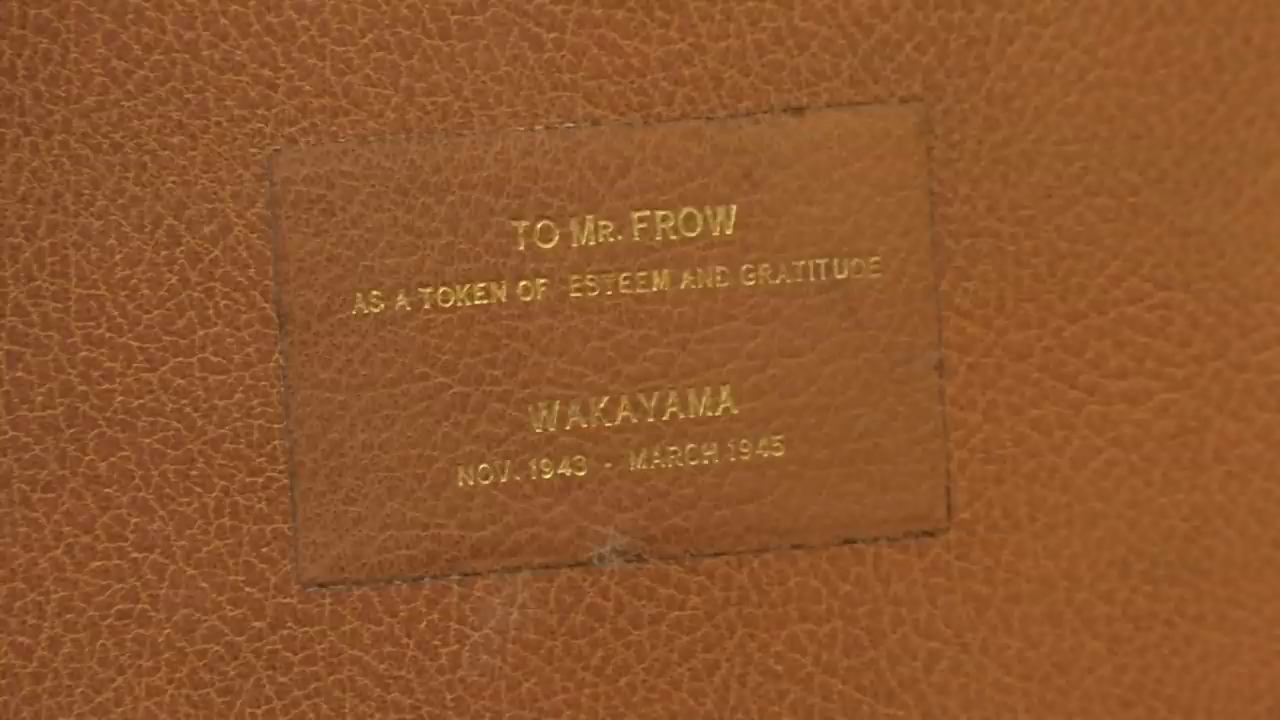 TO Mr. FROW
AS A TOKEN OF ESTEEM AND GRATITUDE
WAKAYAMA
NOV. 1943 - MARCH 1945